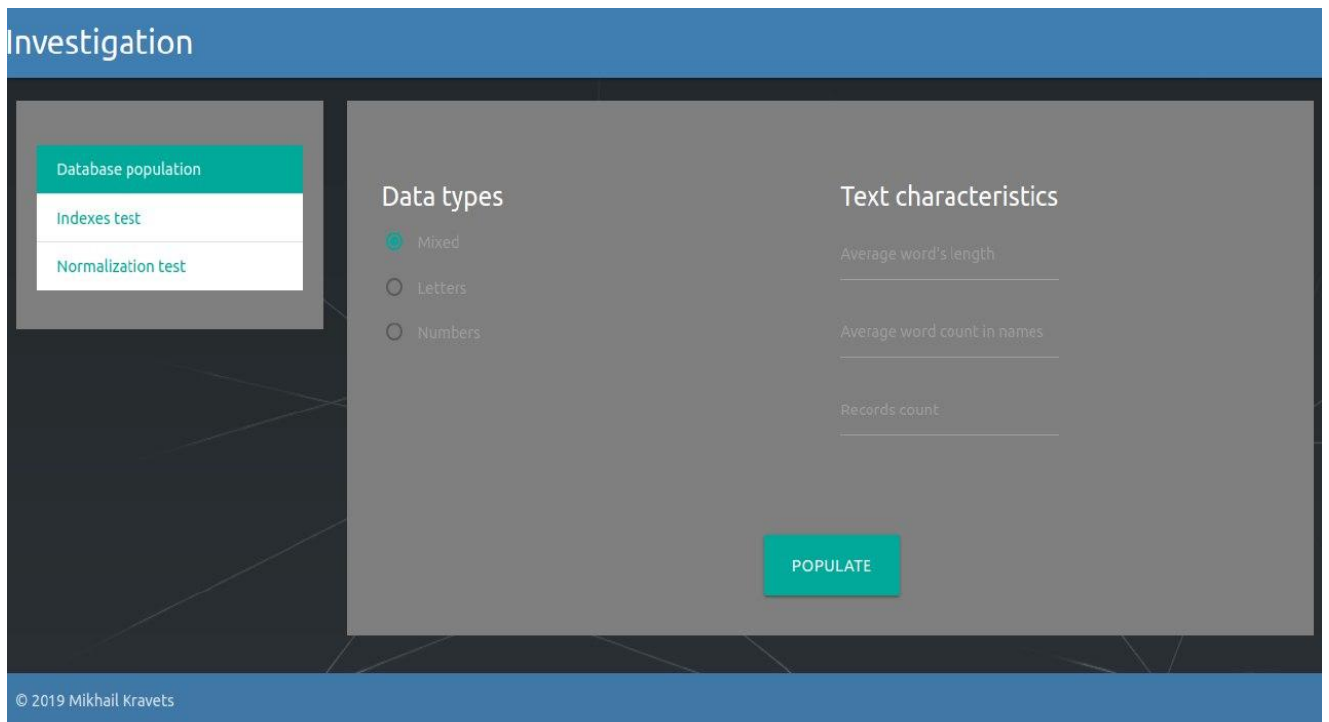 Investigation
Database population
Indexes test
Normalization test
Data types
Mixed
Letters
Numbers
Text characteristics
Average word's length
Average word count in names
Records count
POPULATE
© 2019 Mikhail Kravets